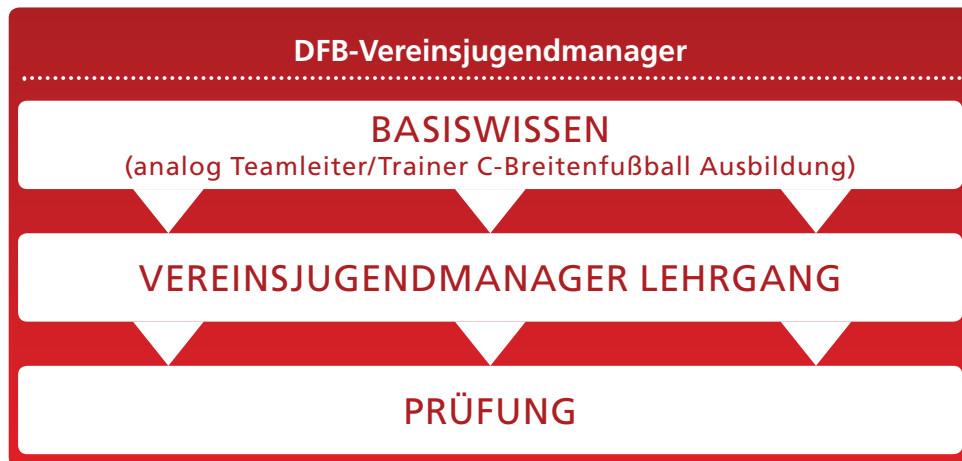 DFB-Vereinsjugendmanager
BASISWISSEN
(analog Teamleiter/Trainer C-Breitenfußball Ausbildung)
VEREINSJUGENDMANAGER LEHRGANG
PRÜFUNG